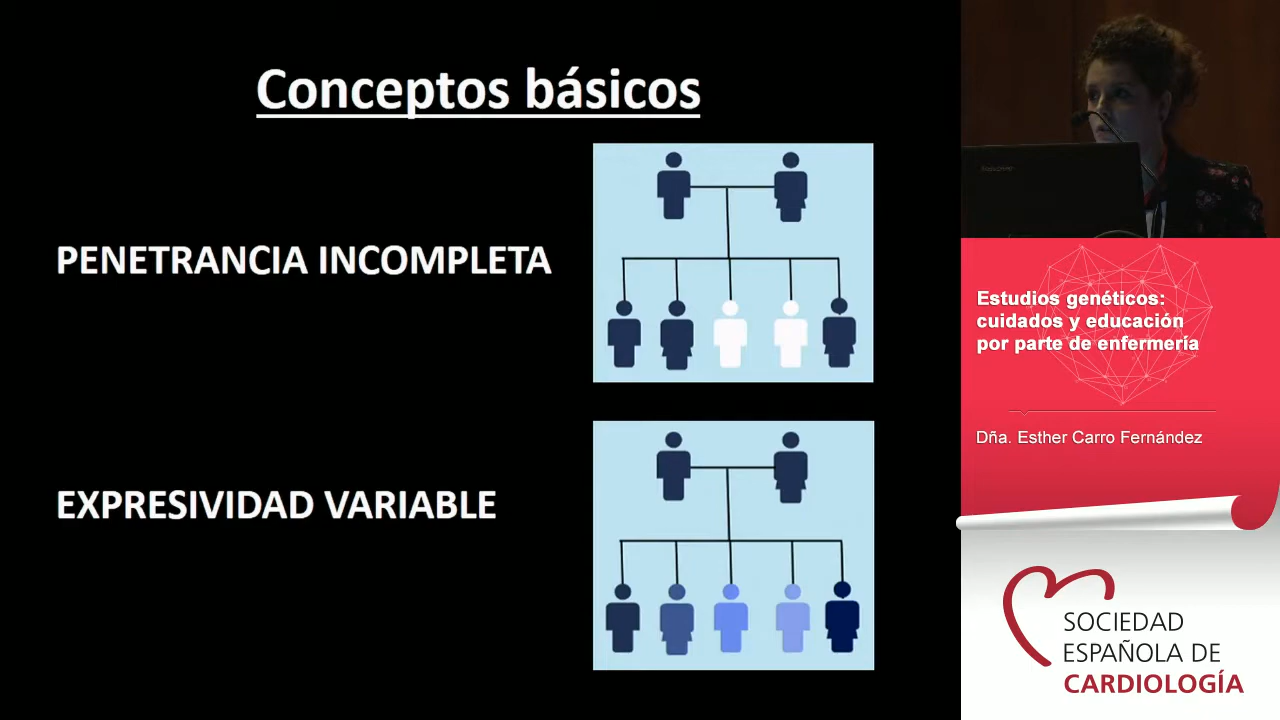 Conceptos básicos
PENETRANCIA INCOMPLETA
EXPRESIVIDAD VARIABLE
Estudios genéticos:
cuidados y educación
por parte de enfermería
Dña. Esther Carro Fernández
SOCIEDAD
ESPAÑOLA DE
CARDIOLOGÍA